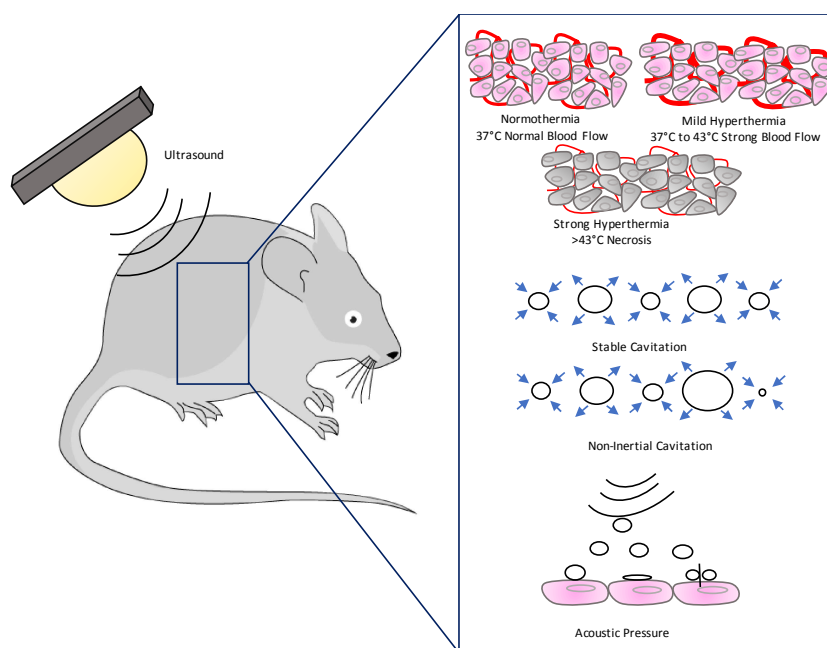 Ultrasound
Normothermia
37°C Normal Blood Flow
Mild Hyperthermia
37°C to 43°C Strong Blood Flow
Strong Hyperthermia
>43°C Necrosis
Stable Cavitation
Non-Inertial Cavitation
Acoustic Pressure